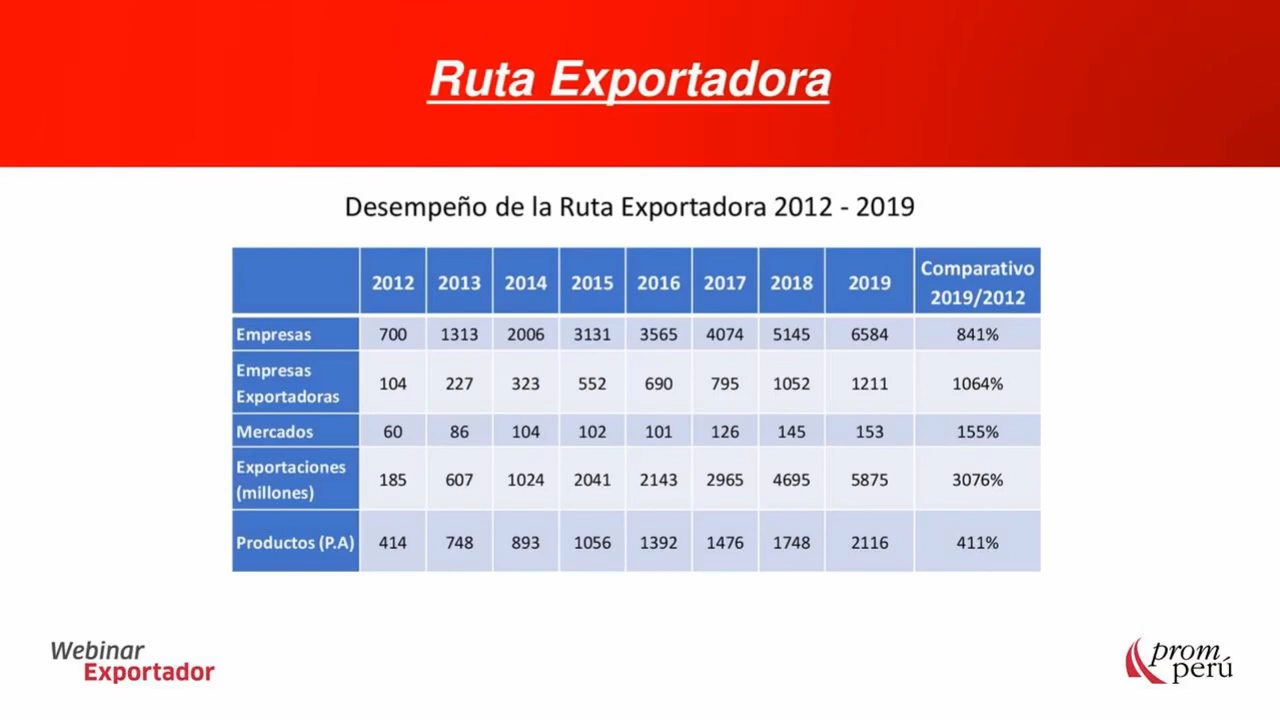 Ruta Exportadora
Desempeño de la Ruta Exportadora 2012 - 2019
2012 2013 2014 2015 2016 2017 2018 2019 Comparativo 2019/2012
Empresas 700 1313 2006 3131 3565 4074 5145 6584 841%
Empresas Exportadoras 104 227 323 552 690 795 1052 1211 1064%
Mercados 60 86 104 102 101 126 145 153 155%
Exportaciones (millones) 185 607 1024 2041 2143 2965 4695 5875 3076%
Productos (P.A) 414 748 893 1056 1392 1476 1748 2116 411%
Webinar
Exportador
prom
perú